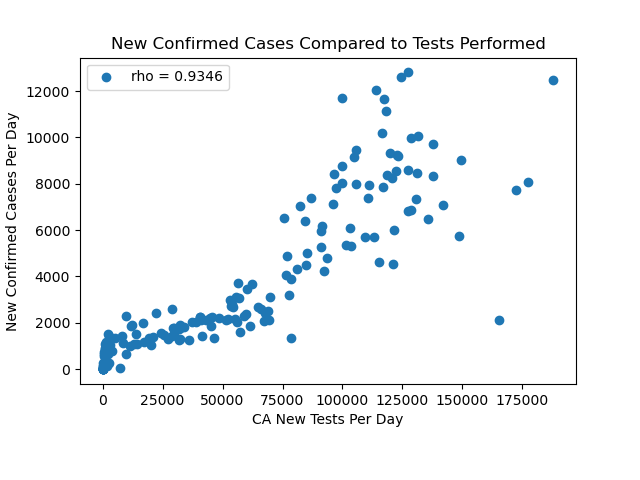 New Confirmed Cases Compared to Tests Performed
rho = 0.9346
12000
10000
8000
6000
4000
2000
0
New Confirmed Caeses Per Day
0 25000 50000 75000 100000 125000 150000 175000
CA New Tests Per Day